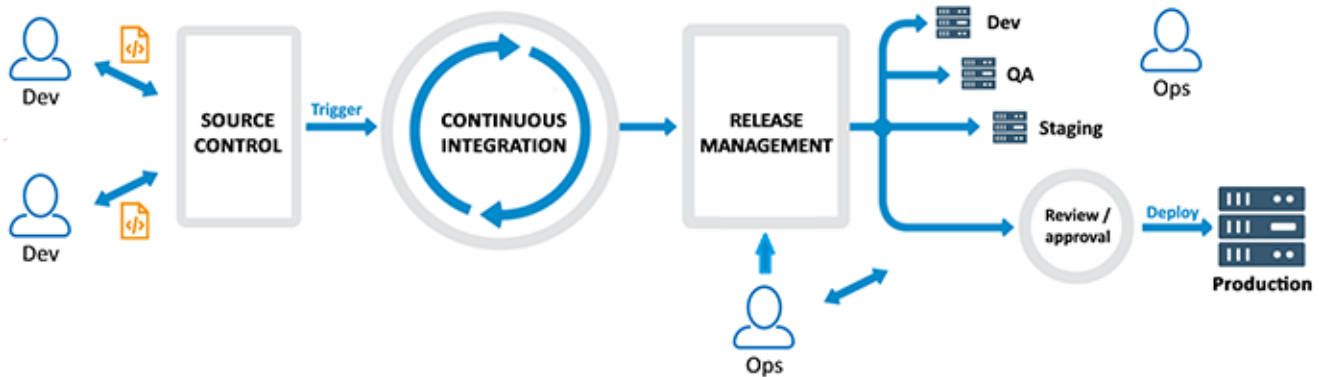 Dev
</>
Dev
</>
SOURCE
CONTROL
Trigger
CONTINUOUS
INTEGRATION
RELEASE
MANAGEMENT
Ops
Dev
QA
Staging
Ops
Review /
approval
Deploy
Production